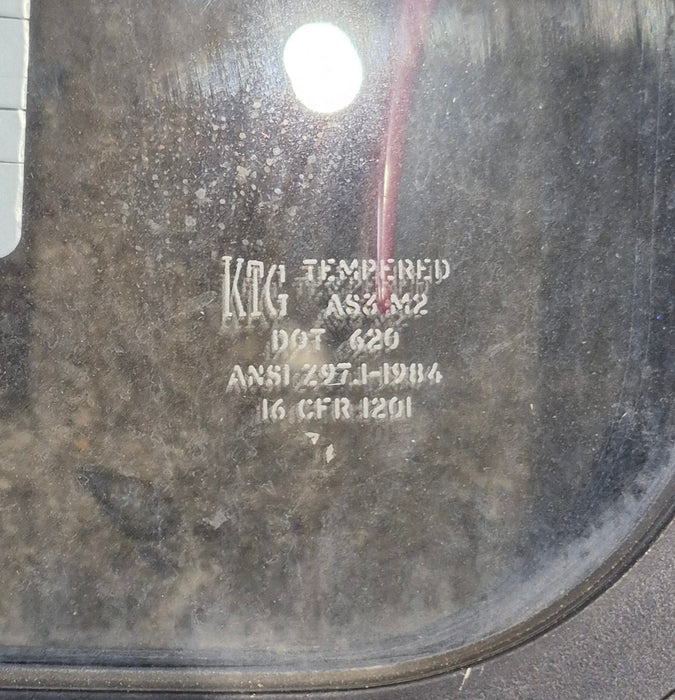 KTG TEMPERED
AS3 M2
DOT 620
ANSI Z97.1-1984
16 CFR 1201